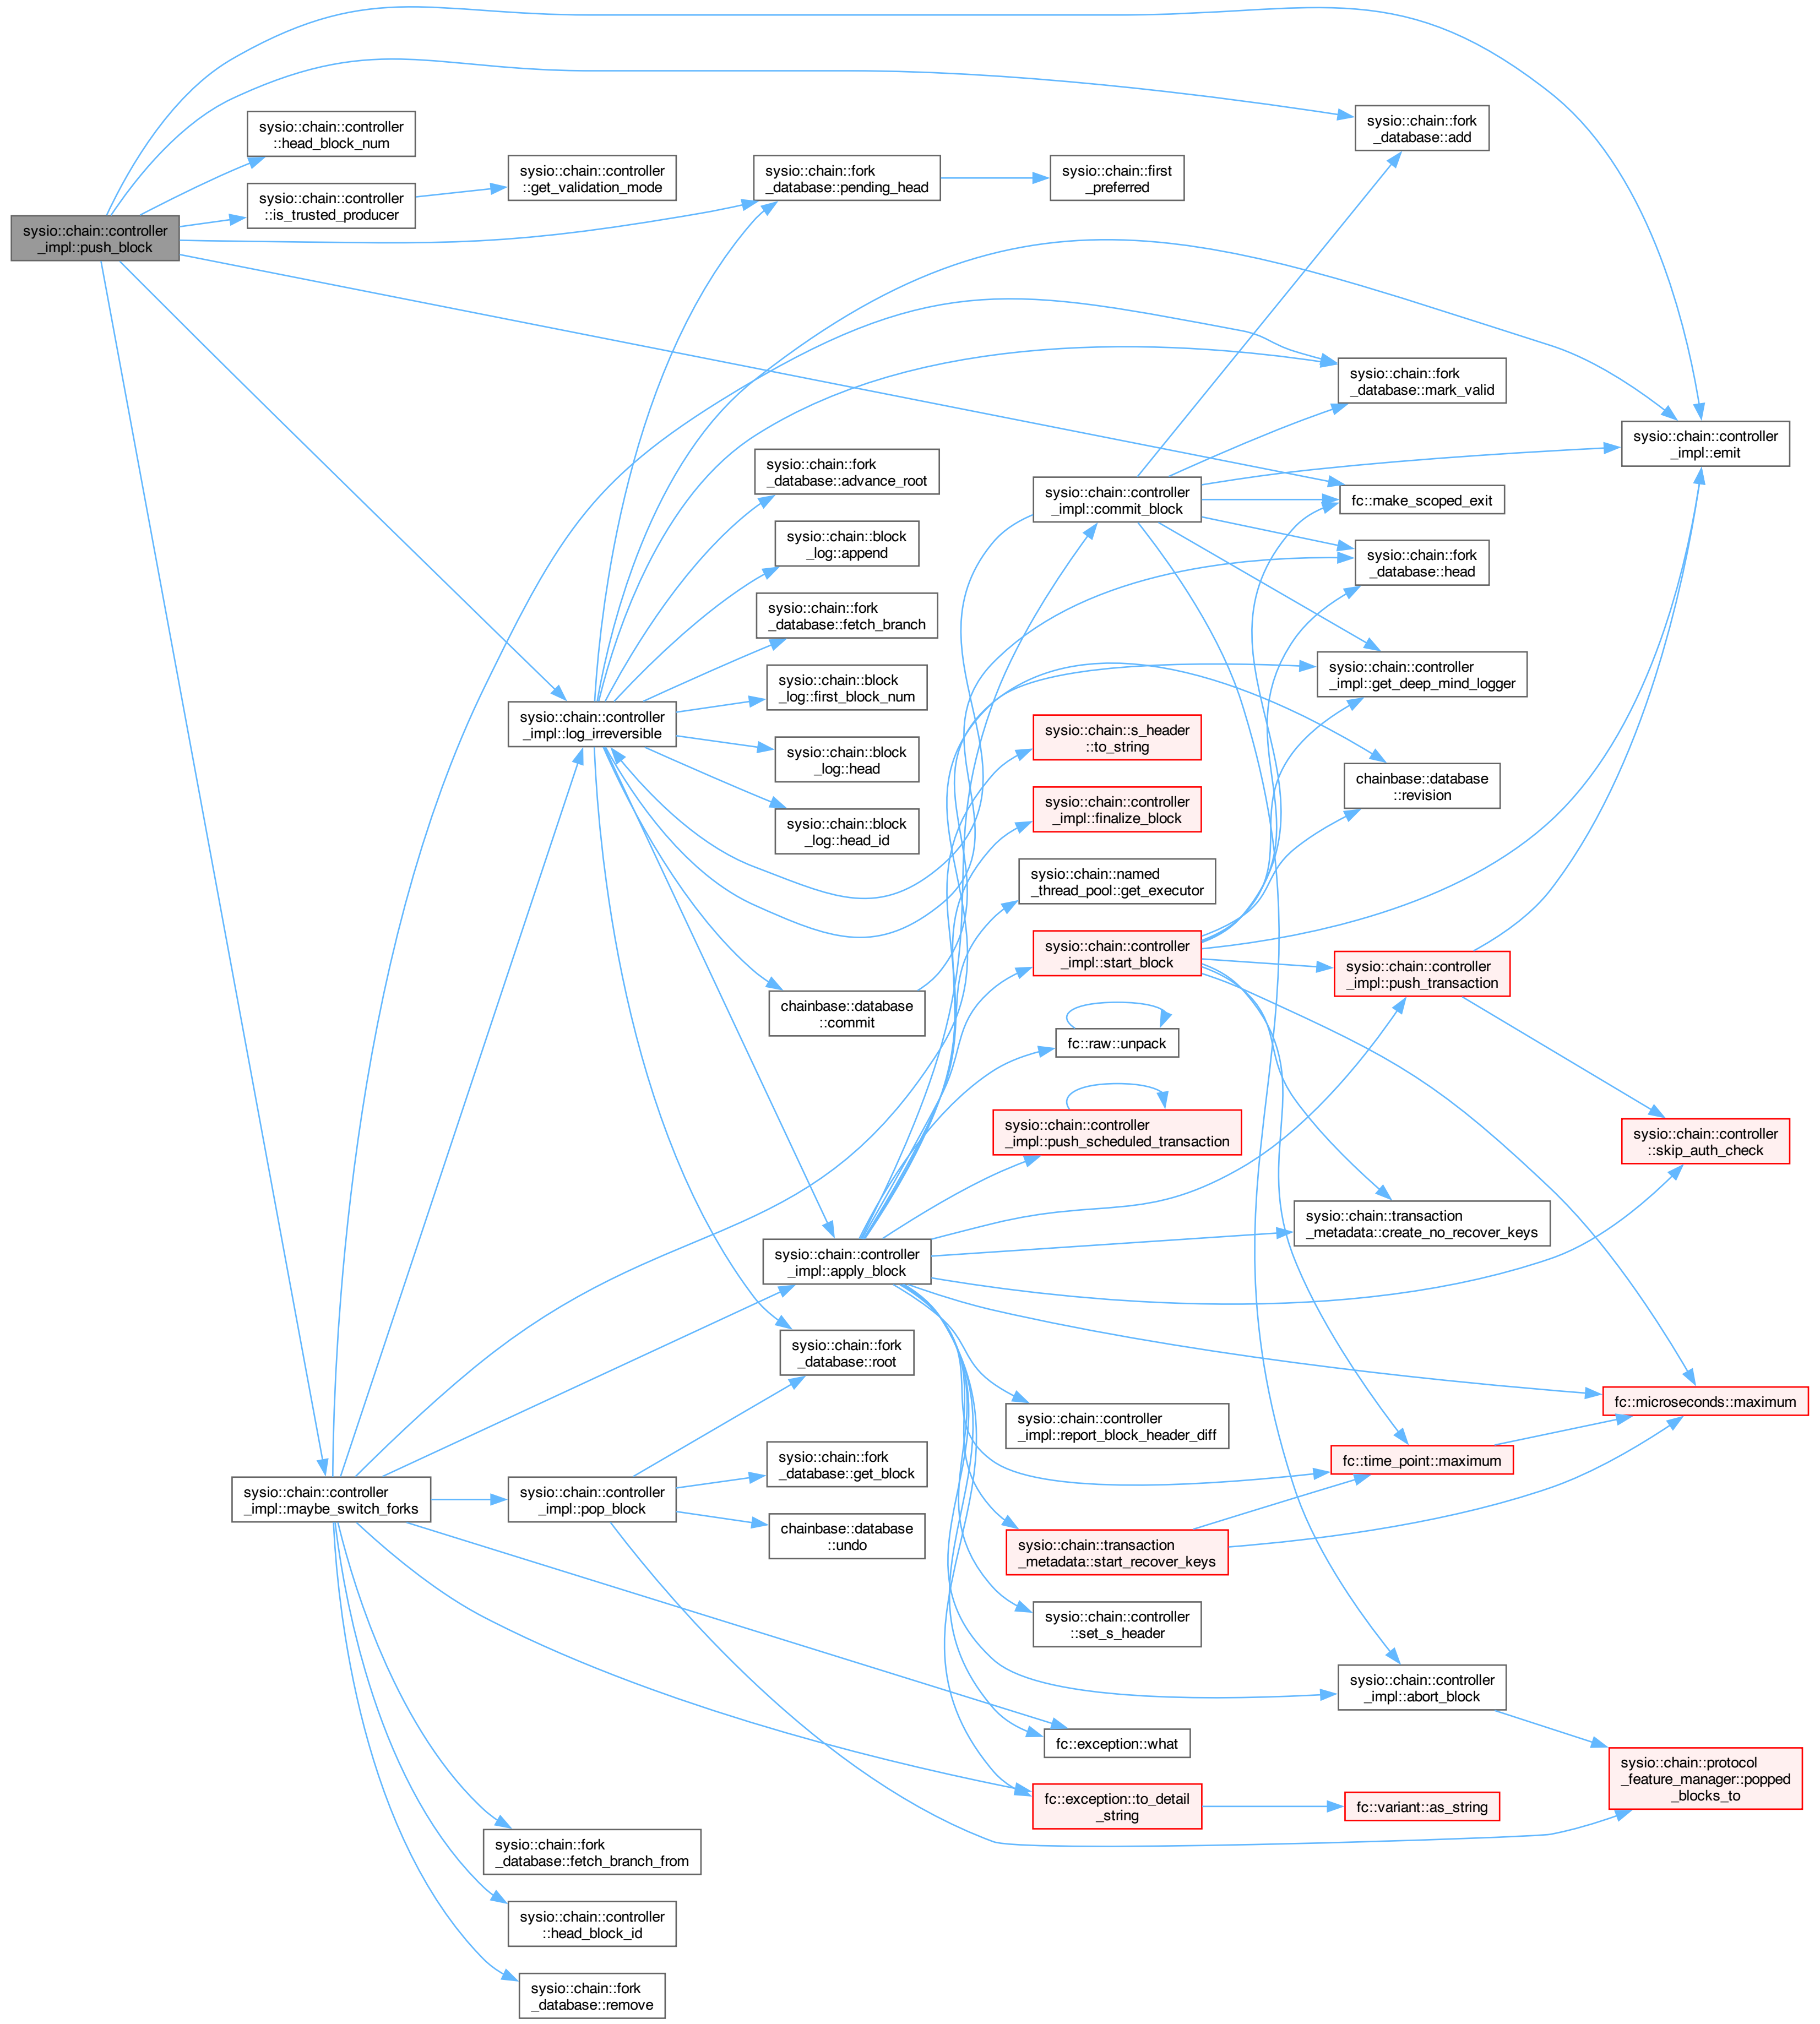 sysio::chain::controller
_impl::push_block
sysio::chain::controller
::head_block_num
sysio::chain::controller
::is_trusted_producer
sysio::chain::controller
::get_validation_mode
sysio::chain::fork
_database::pending_head
sysio::chain::first
_preferred
sysio::chain::fork
_database::add
sysio::chain::fork
_database::mark_valid
sysio::chain::controller
_impl::emit
sysio::chain::fork
_database::advance_root
sysio::chain::controller
_impl::commit_block
fc::make_scoped_exit
sysio::chain::block
_log::append
sysio::chain::fork
_database::head
sysio::chain::fork
_database::fetch_branch
sysio::chain::controller
_impl::get_deep_mind_logger
sysio::chain::block
_log::first_block_num
sysio::chain::controller
_impl::log_irreversible
sysio::chain::s_header
::to_string
sysio::chain::block
_log::head
chainbase::database
::revision
sysio::chain::controller
_impl::finalize_block
sysio::chain::block
_log::head_id
sysio::chain::named
_thread_pool::get_executor
sysio::chain::controller
_impl::start_block
sysio::chain::controller
_impl::push_transaction
chainbase::database
::commit
fc::raw::unpack
sysio::chain::controller
_impl::push_scheduled_transaction
sysio::chain::controller
::skip_auth_check
sysio::chain::transaction
_metadata::create_no_recover_keys
sysio::chain::controller
_impl::apply_block
sysio::chain::fork
_database::root
fc::microseconds::maximum
sysio::chain::controller
_impl::report_block_header_diff
fc::time_point::maximum
sysio::chain::fork
_database::get_block
sysio::chain::controller
_impl::maybe_switch_forks
sysio::chain::controller
_impl::pop_block
chainbase::database
::undo
sysio::chain::transaction
_metadata::start_recover_keys
sysio::chain::controller
::set_s_header
sysio::chain::controller
_impl::abort_block
fc::exception::what
sysio::chain::protocol
_feature_manager::popped
_blocks_to
fc::exception::to_detail
_string
fc::variant::as_string
sysio::chain::fork
_database::fetch_branch_from
sysio::chain::controller
::head_block_id
sysio::chain::fork
_database::remove